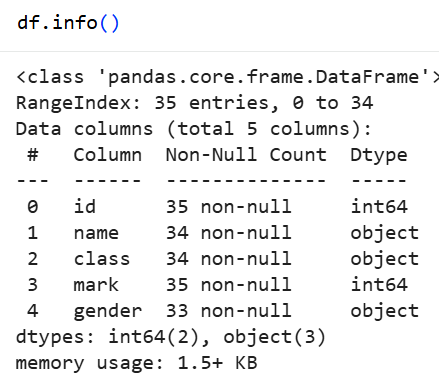 df.info()
<class 'pandas.core.frame.DataFrame'>
RangeIndex: 35 entries, 0 to 34
Data columns (total 5 columns):
 #   Column  Non-Null Count  Dtype
---  ------  --------------  -----
 0   id      35 non-null     int64
 1   name    34 non-null     object
 2   class   34 non-null     object
 3   mark    35 non-null     int64
 4   gender  33 non-null     object
dtypes: int64(2), object(3)
memory usage: 1.5+ KB